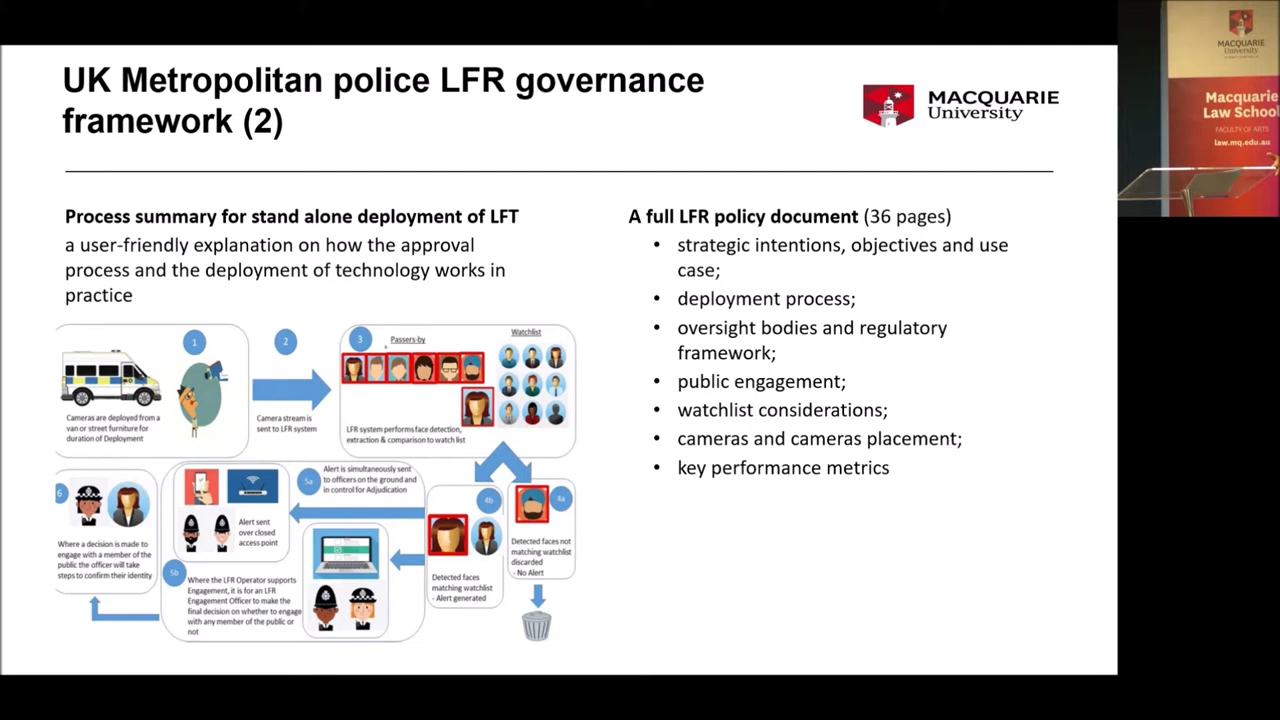 UK Metropolitan police LFR governance
framework (2)
MACQUARIE
University
Process summary for stand alone deployment of LFT
a user-friendly explanation on how the approval
process and the deployment of technology works in
practice
1
2
3
Passers-by
Watchlist
Cameras are deployed from a
van or street furniture for
duration of Deployment
Camera stream is
sent to LFR system
LFR system performs face detection,
extraction & comparison to watch list
6
Where a decision is made to
engage with a member of the
public the officer will take
steps to confirm their identity
5a
Alert is simultaneously sent
to officers on the ground and
in control for Adjudication
Alert sent
over closed
access point
5b
Where the LFR Operator supports
Engagement, it is for an LFR
Engagement Officer to make the
final decision on whether to engage
with any member of the public or
not
4b
Detected faces
matching watchlist
- Alert generated
4a
Detected faces not
matching watchlist
discarded
- No Alert
A full LFR policy document (36 pages)
• strategic intentions, objectives and use
case;
• deployment process;
• oversight bodies and regulatory
framework;
• public engagement;
• watchlist considerations;
• cameras and cameras placement;
• key performance metrics
MACQUARIE
University
Macquarie
Law School
FACULTY OF ARTS
law.mq.edu.au